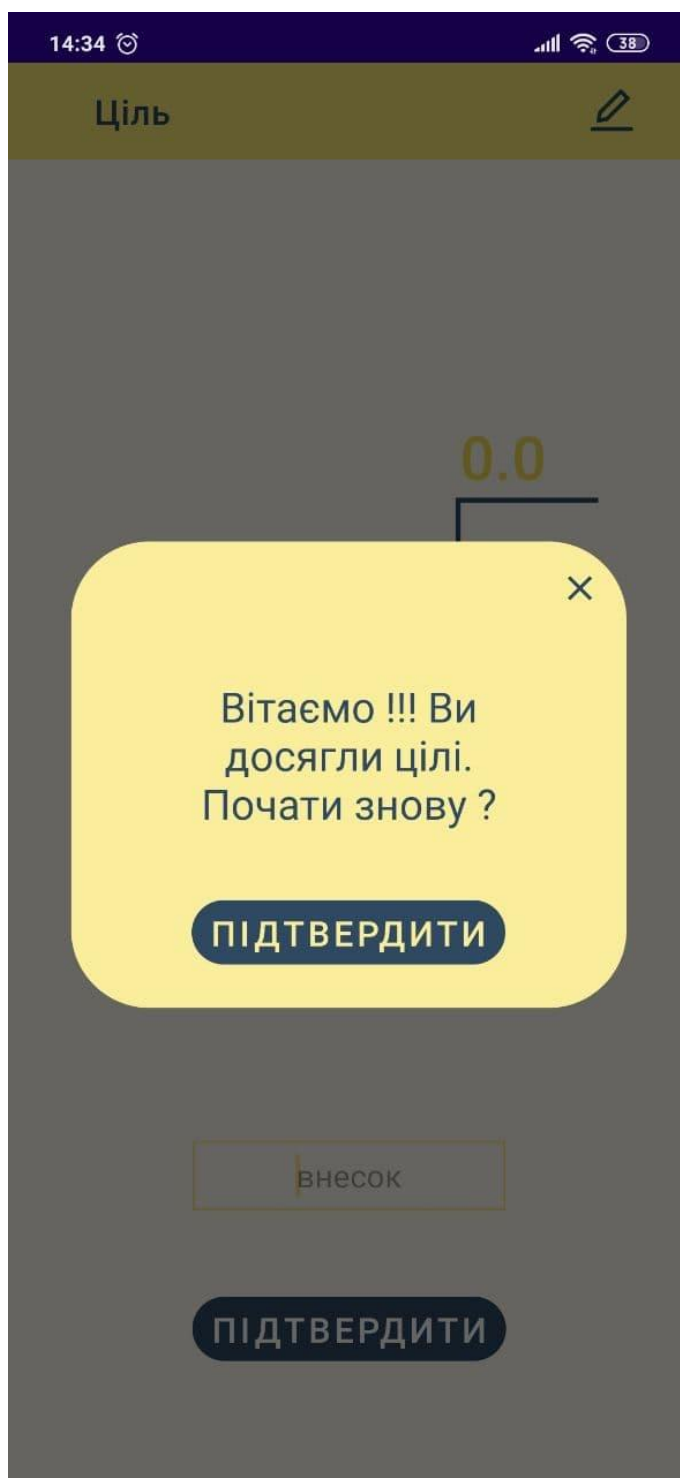 14:34
38
Ціль
0.0
Вітаємо !!! Ви
досягли цілі.
Почати знову ?
ПІДТВЕРДИТИ
внесок
ПІДТВЕРДИТИ